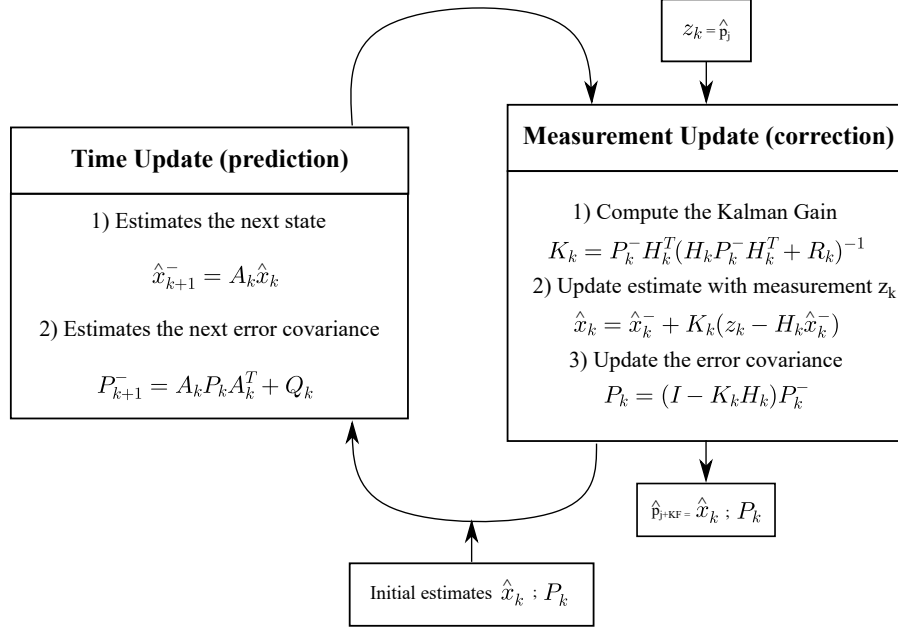 z_k = p̂_j
Time Update (prediction)
1) Estimates the next state
x̂^-_{k+1} = A_k x̂_k
2) Estimates the next error covariance
P^-_{k+1} = A_k P_k A^T_k + Q_k
Measurement Update (correction)
1) Compute the Kalman Gain
K_k = P^-_k H^T_k (H_k P^-_k H^T_k + R_k)^{-1}
2) Update estimate with measurement z_k
x̂_k = x̂^-_k + K_k(z_k − H_k x̂^-_k)
3) Update the error covariance
P_k = (I − K_k H_k)P^-_k
p̂_{j+KF} = x̂_k ; P_k
Initial estimates x̂_k ; P_k